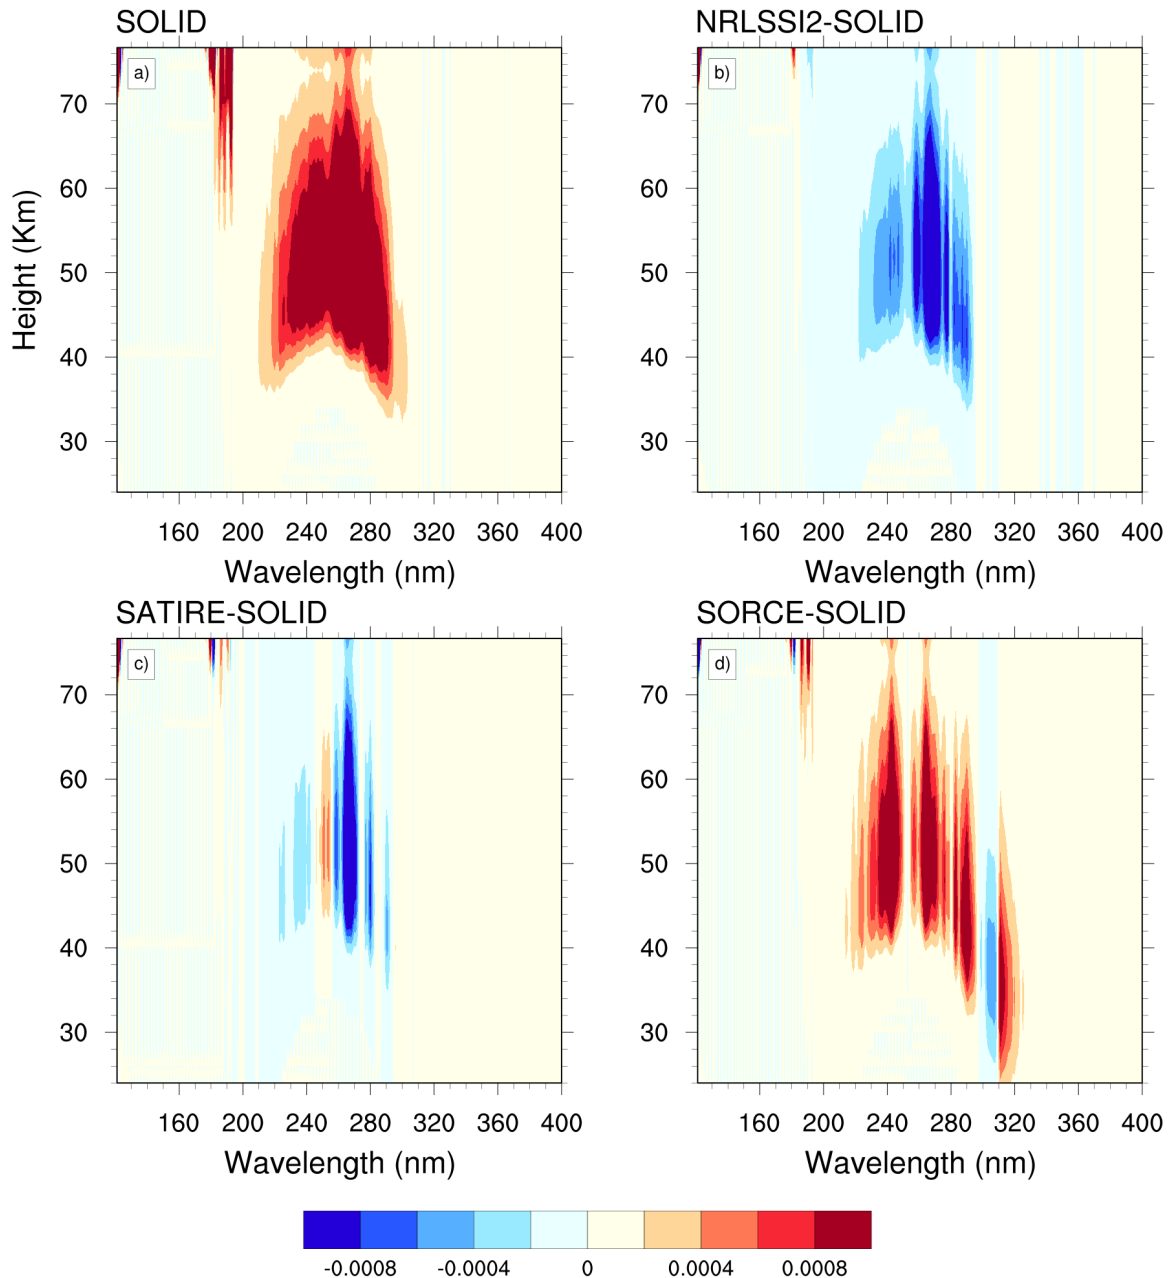 SOLID
NRLSSI2-SOLID
a)
b)
70
60
50
40
30
70
60
50
40
30
Height (Km)
160 200 240 280 320 360 400
160 200 240 280 320 360 400
Wavelength (nm)
Wavelength (nm)
SATIRE-SOLID
SORCE-SOLID
c)
d)
70
60
50
40
30
70
60
50
40
30
160 200 240 280 320 360 400
160 200 240 280 320 360 400
Wavelength (nm)
Wavelength (nm)
-0.0008 -0.0004 0 0.0004 0.0008